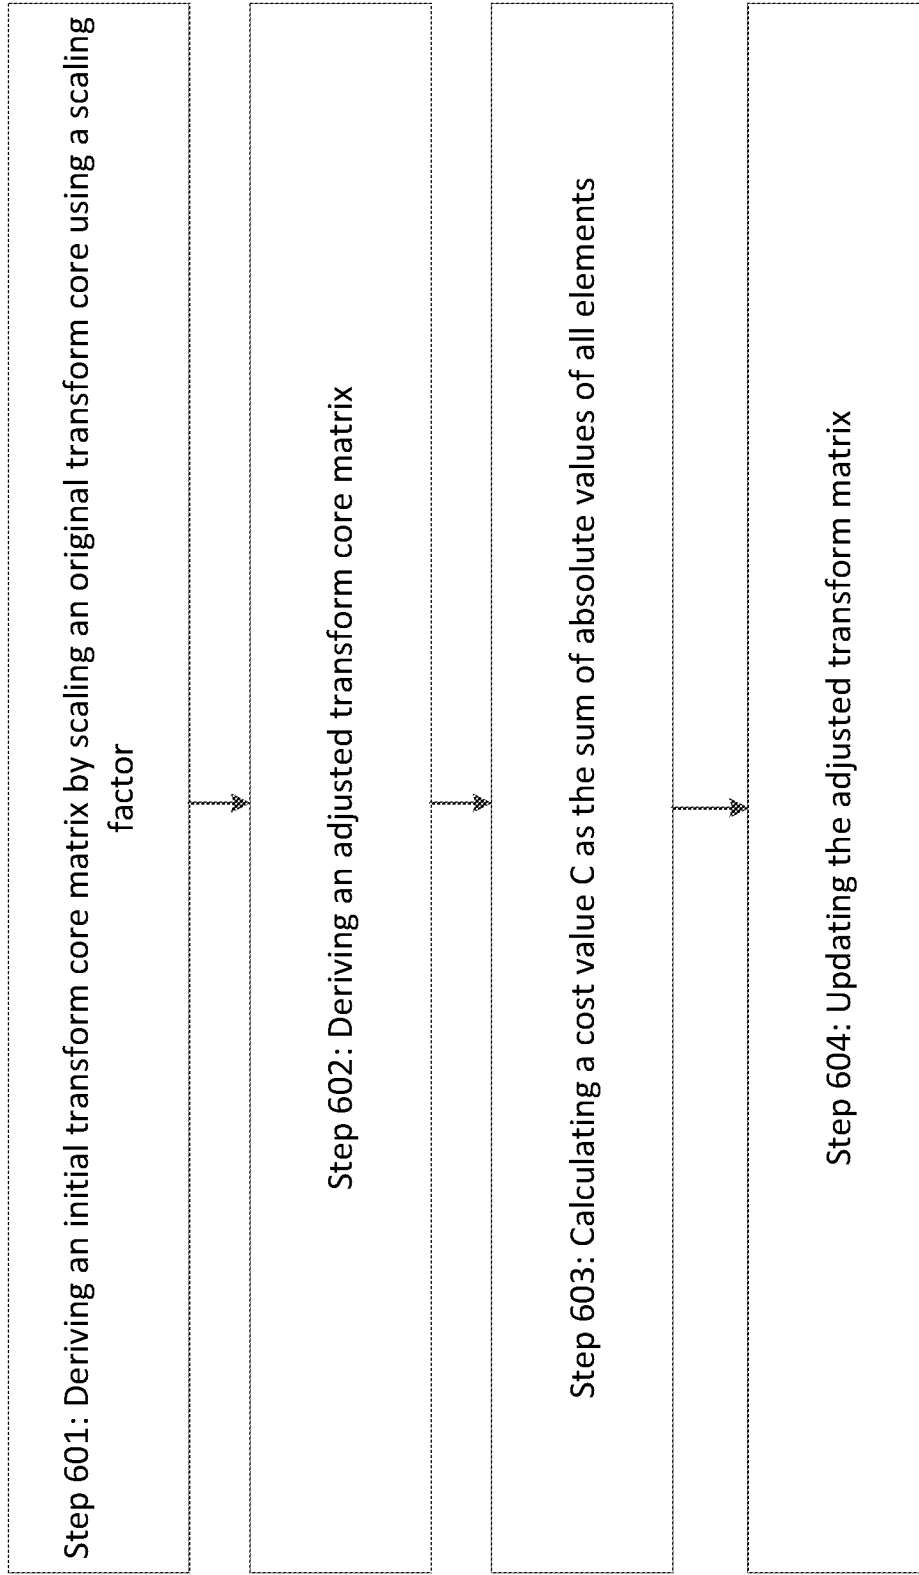 Step 601: Deriving an initial transform core matrix by scaling an original transform core using a scaling
factor
Step 602: Deriving an adjusted transform core matrix
Step 603: Calculating a cost value C as the sum of absolute values of all elements
Step 604: Updating the adjusted transform matrix